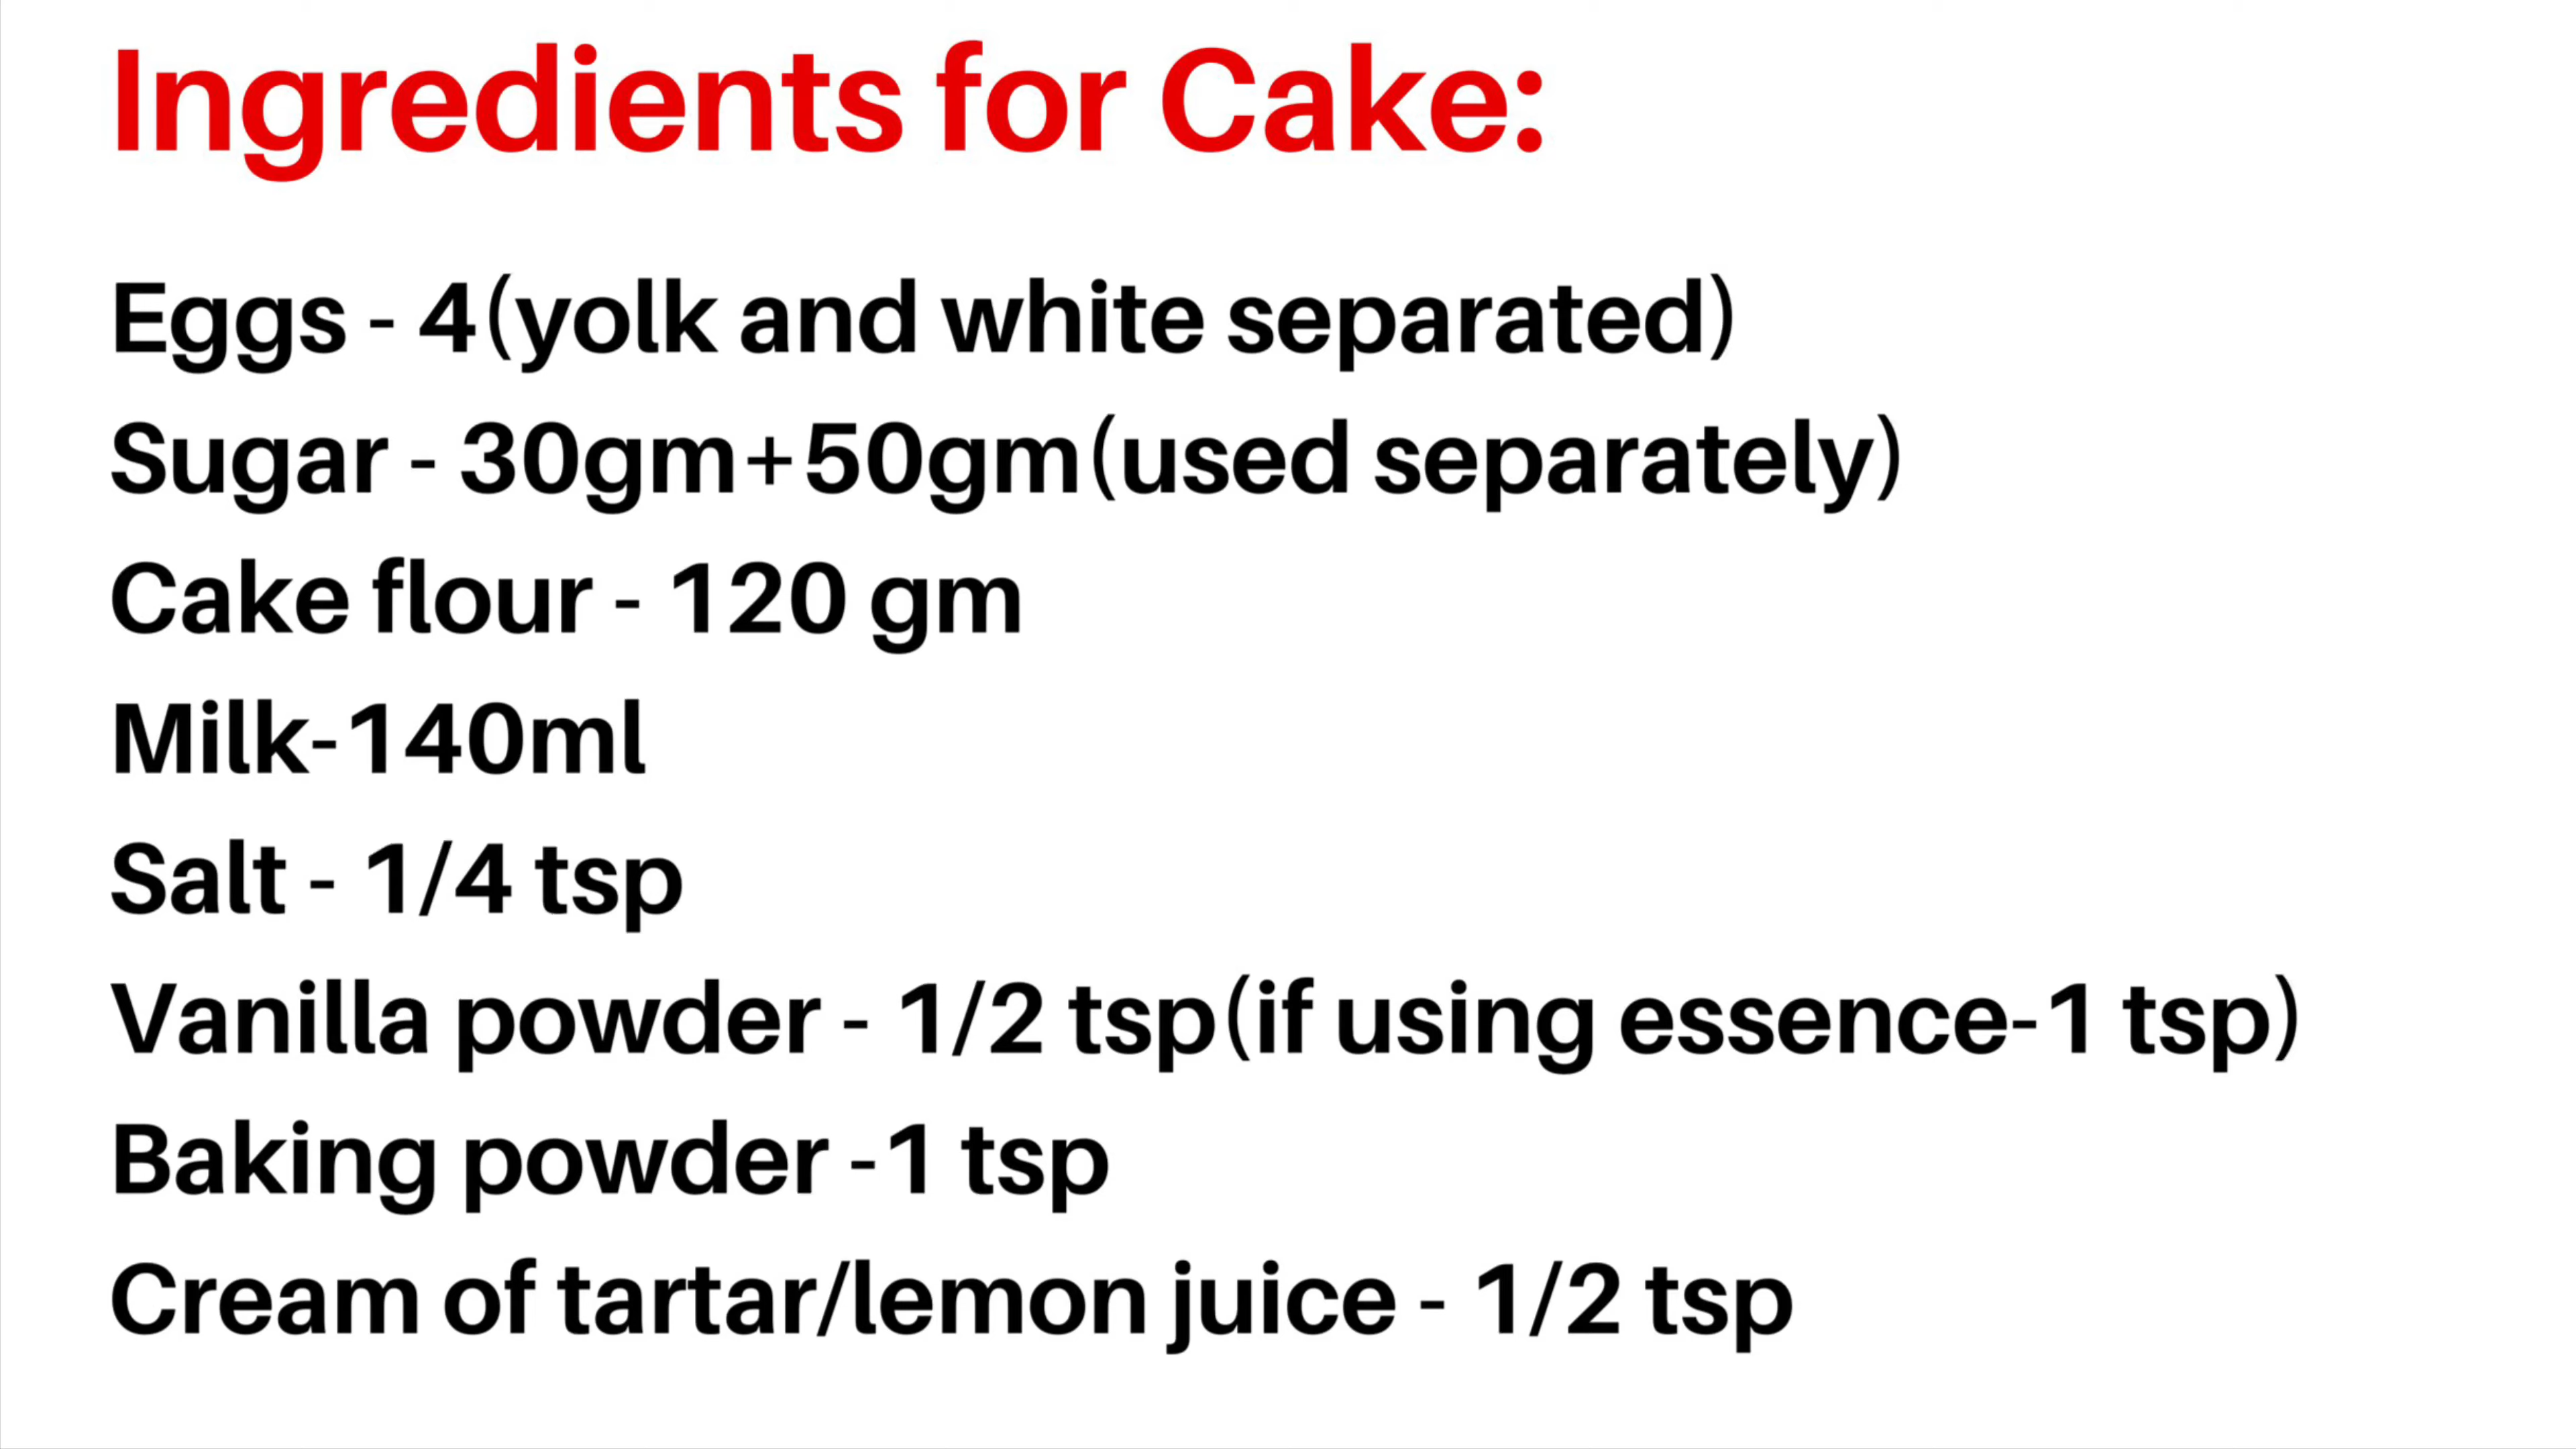 Ingredients for Cake:
Eggs - 4(yolk and white separated)
Sugar - 30gm+50gm(used separately)
Cake flour - 120 gm
Milk-140ml
Salt - 1/4 tsp
Vanilla powder - 1/2 tsp(if using essence-1 tsp)
Baking powder -1 tsp
Cream of tartar/lemon juice - 1/2 tsp